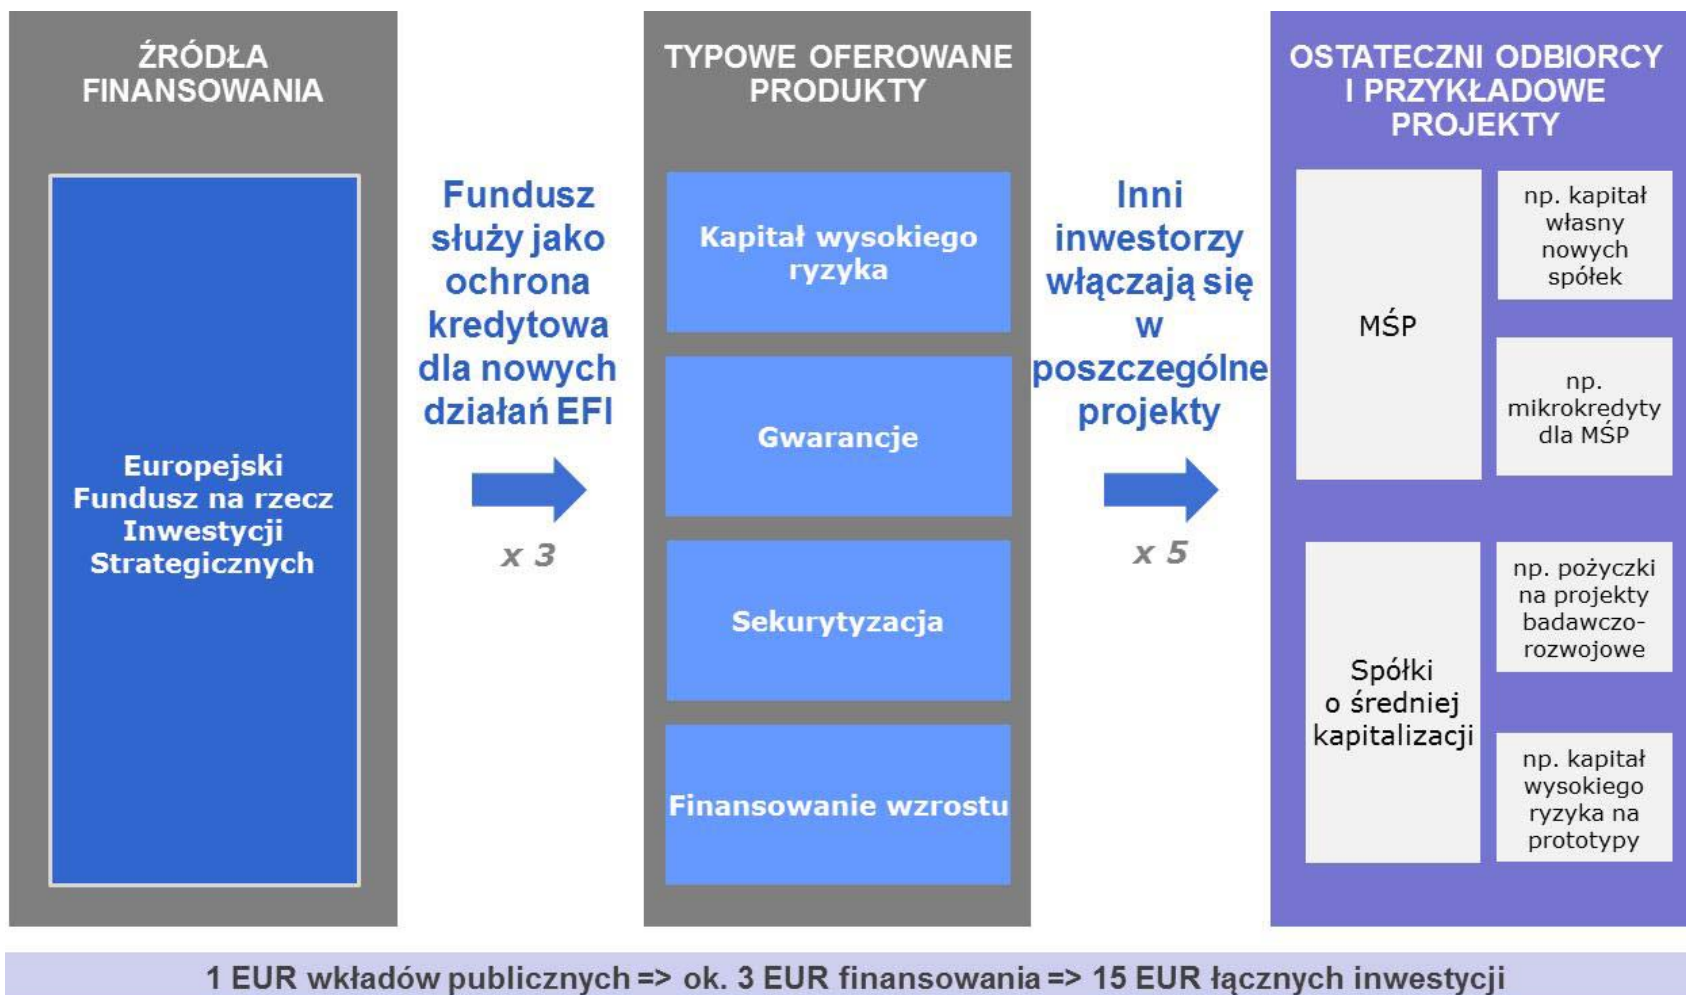 ŹRÓDŁA
FINANSOWANIA
Europejski
Fundusz na rzecz
Inwestycji
Strategicznych
Fundusz
służy jako
ochrona
kredytowa
dla nowych
działań EFI
x 3
TYPOWE OFEROWANE
PRODUKTY
Kapitał wysokiego
ryzyka
Gwarancje
Sekurytyzacja
Finansowanie wzrostu
Inni
inwestorzy
włączają się
w
poszczególne
projekty
x 5
OSTATECZNI ODBIORCY
I PRZYKŁADOWE
PROJEKTY
MŚP
np. kapitał
własny
nowych
spółek
np.
mikrokredyty
dla MŚP
Spółki
o średniej
kapitalizacji
np. pożyczki
na projekty
badawczo-
rozwojowe
np. kapitał
wysokiego
ryzyka na
prototypy
1 EUR wkładów publicznych => ok. 3 EUR finansowania => 15 EUR łącznych inwestycji